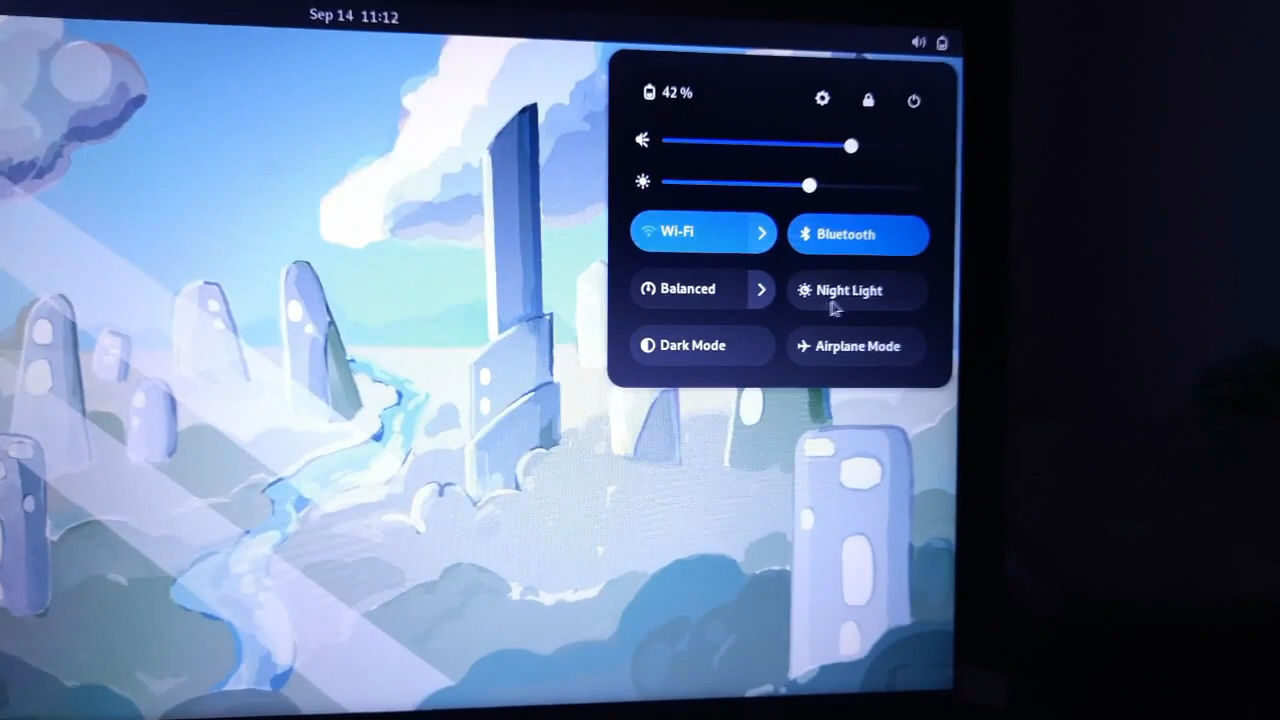 Sep 14 11:12
42 %
Wi-Fi
Bluetooth
Balanced
Night Light
Dark Mode
Airplane Mode